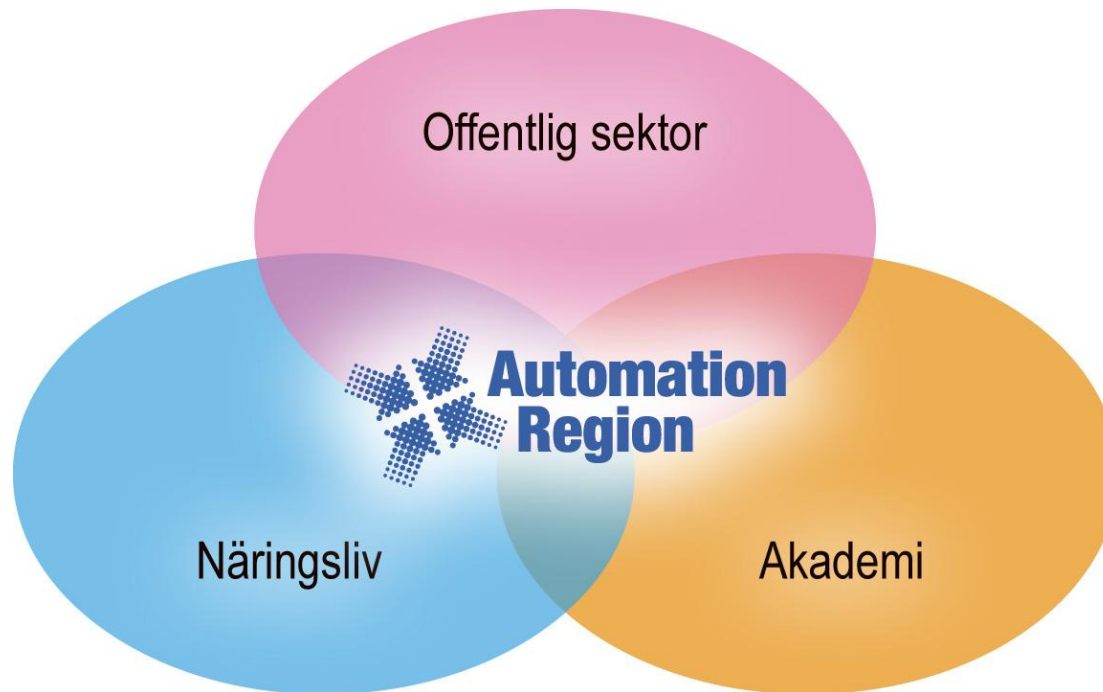 Offentlig sektor
Automation
Region
Näringsliv
Akademi